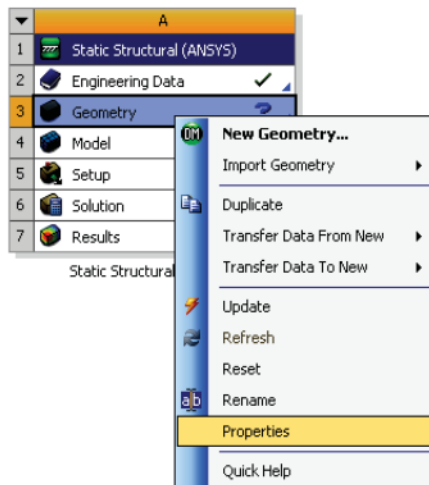 A
1 Static Structural (ANSYS)
2 Engineering Data
3 Geometry
4 Model
5 Setup
6 Solution
7 Results
Static Structural
DM New Geometry...
Import Geometry
Duplicate
Transfer Data From New
Transfer Data To New
Update
Refresh
Reset
ab Rename
Properties
Quick Help